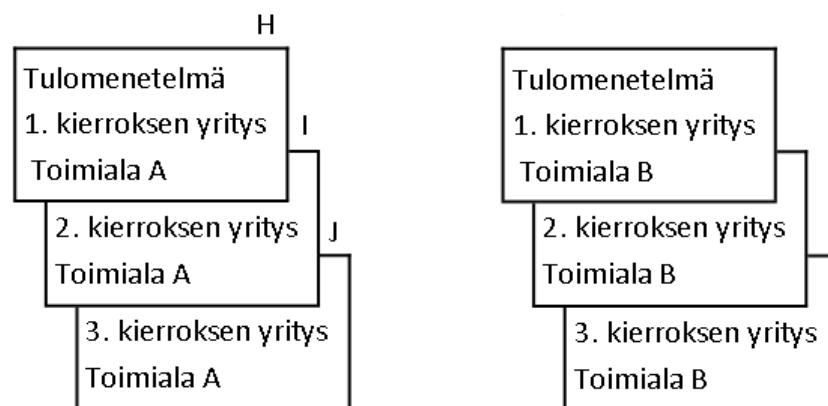 H
Tulomenetelmä
1. kierroksen yritys
Toimiala A
I
2. kierroksen yritys
Toimiala A
J
3. kierroksen yritys
Toimiala A
Tulomenetelmä
1. kierroksen yritys
Toimiala B
2. kierroksen yritys
Toimiala B
3. kierroksen yritys
Toimiala B